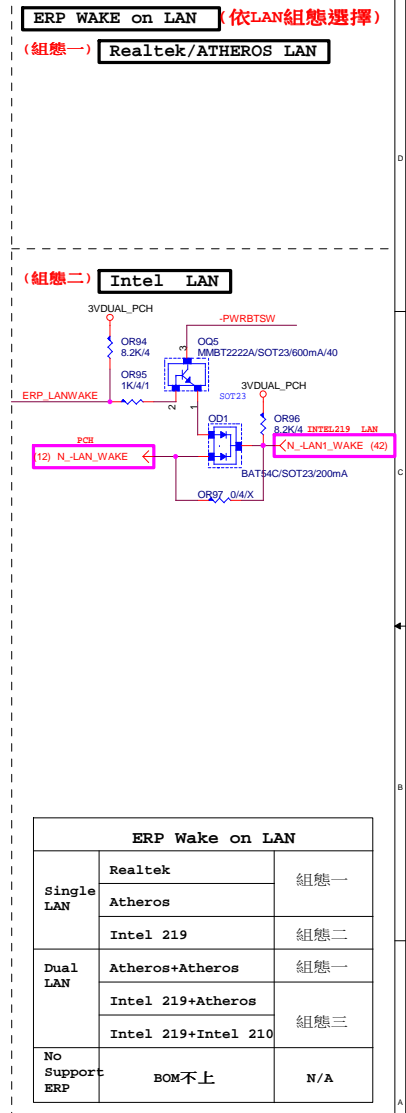 ERP WAKE on LAN (依LAN組態選擇)
(組態一) Realtek/ATHEROS LAN
D
(組態二) Intel LAN
3VDUAL_PCH
-PWRBTSW
OR94
8.2K/4
OQ5
MMBT2222A/SOT23/600mA/40
3
OR95
1K/4/1
ERP_LANWAKE
2
1
SOT23
3VDUAL_PCH
OD1
OR96
8.2K/4
INTEL219 LAN
PCH
12) N_-LAN_WAKE
N_-LAN1_WAKE (42)
C
BAT54C/SOT23/200mA
OR97 0/4/X
B
ERP Wake on LAN
Single LAN
Realtek
組態一
Atheros
Intel 219
組態二
Dual LAN
Atheros+Atheros
組態一
Intel 219+Atheros
組態三
Intel 219+Intel 210
No Support ERP
BOM不上
N/A
A